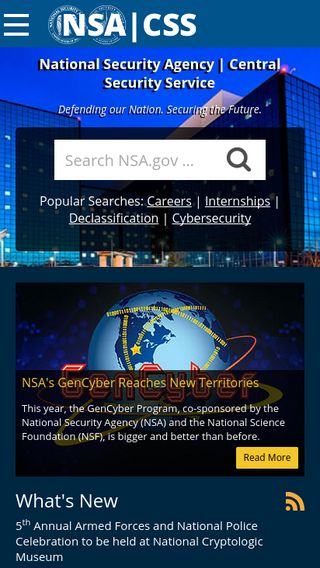 NSA|CSS
National Security Agency | Central
Security Service
Defending our Nation. Securing the Future.
Search NSA.gov ...
Popular Searches: Careers | Internships |
Declassification | Cybersecurity
GenCyber
NSA's GenCyber Reaches New Territories
This year, the GenCyber Program, co-sponsored by the
National Security Agency (NSA) and the National Science
Foundation (NSF), is bigger and better than before.
Read More
What's New
5th Annual Armed Forces and National Police
Celebration to be held at National Cryptologic
Museum